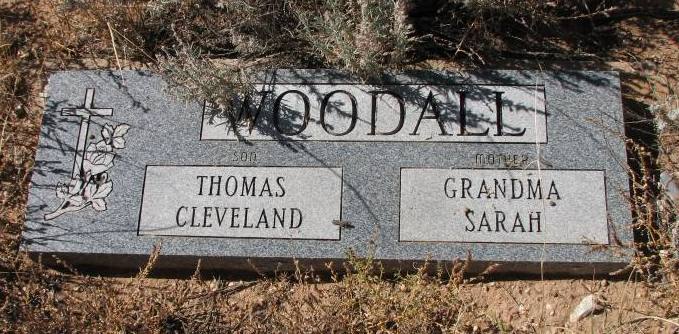 WOODALL
SON
MOTHER
THOMAS
CLEVELAND
GRANDMA
SARAH